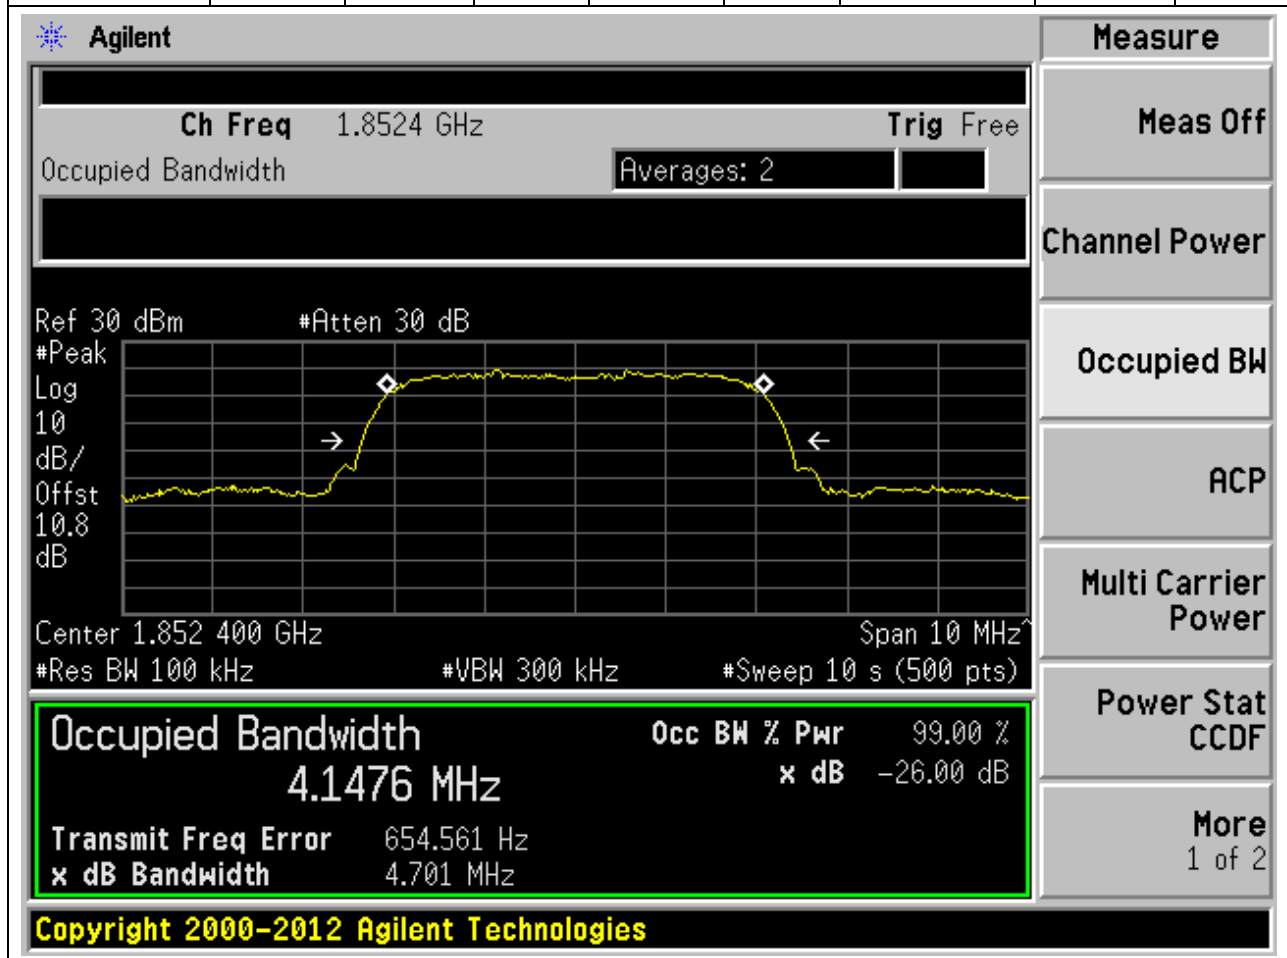 Agilent
Measure
Ch Freq 1.8524 GHz Trig Free
Occupied Bandwidth Averages: 2
Meas Off
Channel Power
Occupied BW
ACP
Multi Carrier
Power
Power Stat
CCDF
More
1 of 2
Ref 30 dBm #Atten 30 dB
#Peak
Log
10
dB/
Offst
10.8
dB
Center 1.852 400 GHz Span 10 MHz^
#Res BW 100 kHz #VBW 300 kHz #Sweep 10 s (500 pts)
Occupied Bandwidth Occ BW % Pwr 99.00 %
4.1476 MHz x dB -26.00 dB
Transmit Freq Error 654.561 Hz
x dB Bandwidth 4.701 MHz
Copyright 2000-2012 Agilent Technologies